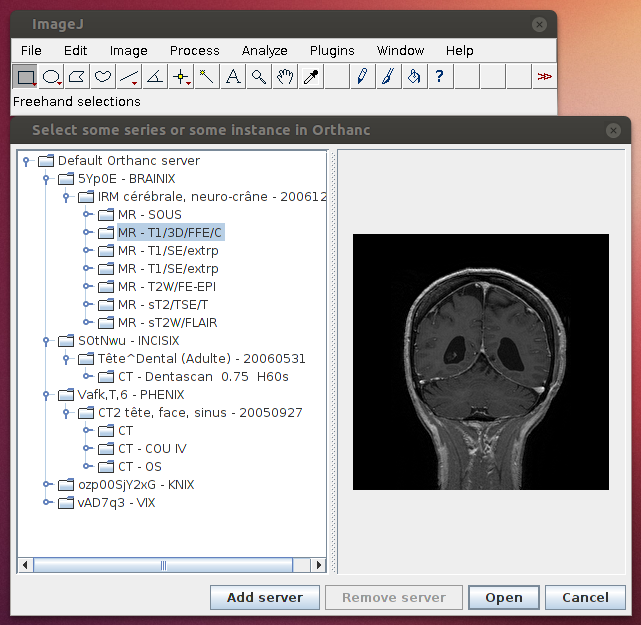 ImageJ
File Edit Image Process Analyze Plugins Window Help
A ? >>
Freehand selections
Select some series or some instance in Orthanc
Default Orthanc server
5Yp0E - BRAINIX
IRM cérébrale, neuro-crâne - 200612
MR - SOUS
MR - T1/3D/FFE/C
MR - T1/SE/extrp
MR - T1/SE/extrp
MR - T2W/FE-EPI
MR - sT2/TSE/T
MR - sT2W/FLAIR
SOtNwu - INCISIX
Tête^Dental (Adulte) - 20060531
CT - Dentascan 0.75 H60s
Vafk,T,6 - PHENIX
CT2 tête, face, sinus - 20050927
CT
CT - COU IV
CT - OS
ozp00SjY2xG - KNIX
vAD7q3 - VIX
Add server Remove server Open Cancel